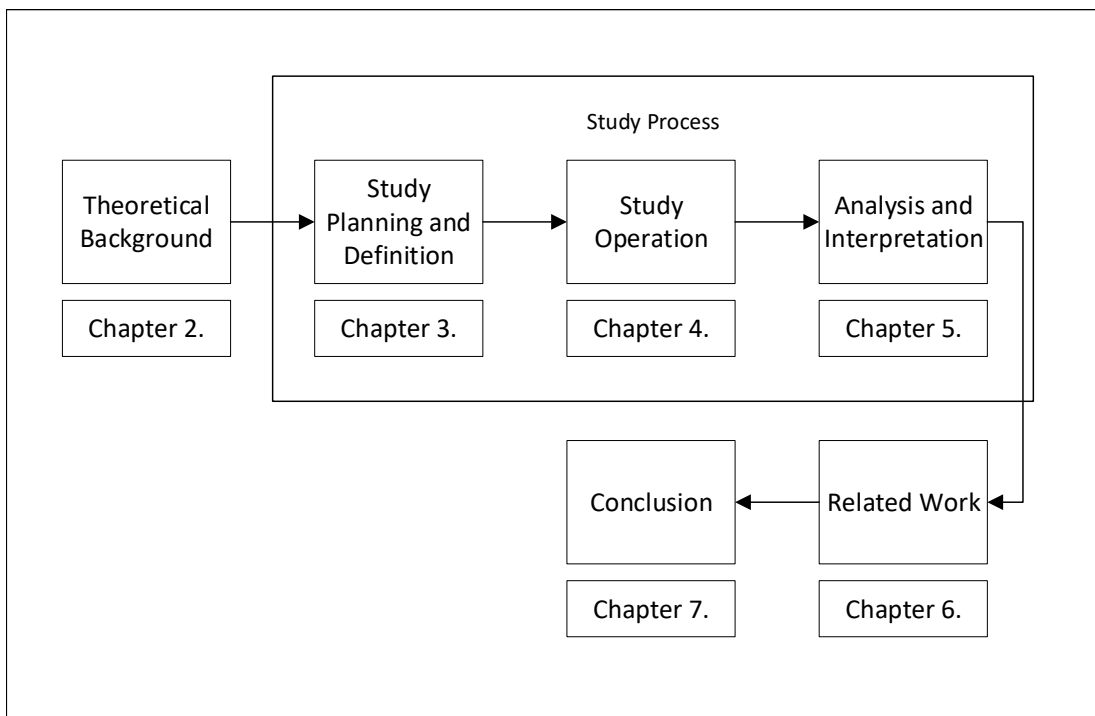 Study Process
Theoretical
Background
Study
Planning and
Definition
Study
Operation
Analysis and
Interpretation
Chapter 2.
Chapter 3.
Chapter 4.
Chapter 5.
Conclusion
Related Work
Chapter 7.
Chapter 6.